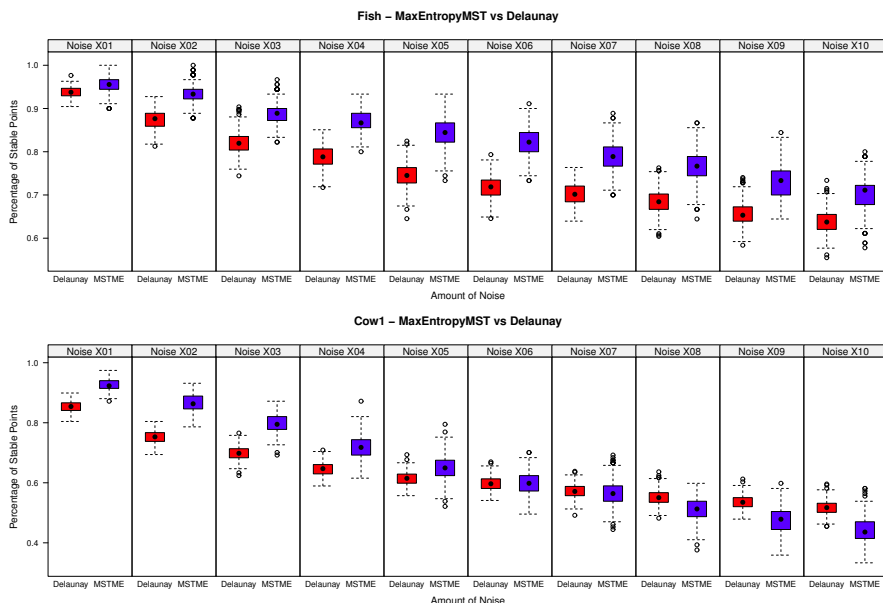 Fish − MaxEntropyMST vs Delaunay
Noise X01 Noise X02 Noise X03 Noise X04 Noise X05 Noise X06 Noise X07 Noise X08 Noise X09 Noise X10
1.0
0.9
0.8
0.7
0.6
Percentage of Stable Points
Delaunay MSTME Delaunay MSTME Delaunay MSTME Delaunay MSTME Delaunay MSTME Delaunay MSTME Delaunay MSTME Delaunay MSTME Delaunay MSTME Delaunay MSTME
Amount of Noise
Cow1 − MaxEntropyMST vs Delaunay
Noise X01 Noise X02 Noise X03 Noise X04 Noise X05 Noise X06 Noise X07 Noise X08 Noise X09 Noise X10
1.0
0.8
0.6
0.4
Percentage of Stable Points
Delaunay MSTME Delaunay MSTME Delaunay MSTME Delaunay MSTME Delaunay MSTME Delaunay MSTME Delaunay MSTME Delaunay MSTME Delaunay MSTME Delaunay MSTME
Amount of Noise